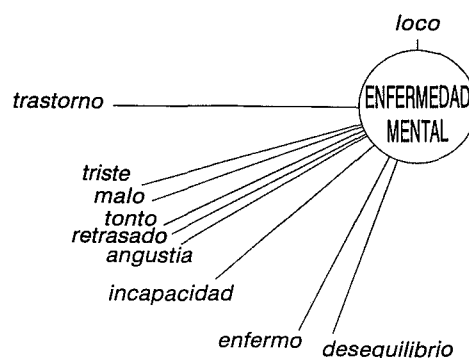 loco
ENFERMEDAD
MENTAL
trastorno
triste
malo
tonto
retrasado
angustia
incapacidad
enfermo
desequilibrio